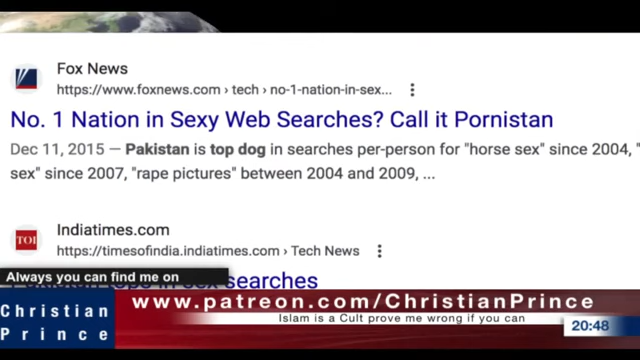 Fox News
https://www.foxnews.com › tech › no-1-nation-in-sex...
No. 1 Nation in Sexy Web Searches? Call it Pornistan
Dec 11, 2015 — Pakistan is top dog in searches per-person for "horse sex" since 2004, "
sex" since 2007, "rape pictures" between 2004 and 2009, ...
TOI
Indiatimes.com
https://timesofindia.indiatimes.com › Tech News
Always you can find me on
searches
www.patreon.com/ChristianPrince
Christian
Prince
Islam is a Cult prove me wrong if you can
20:48